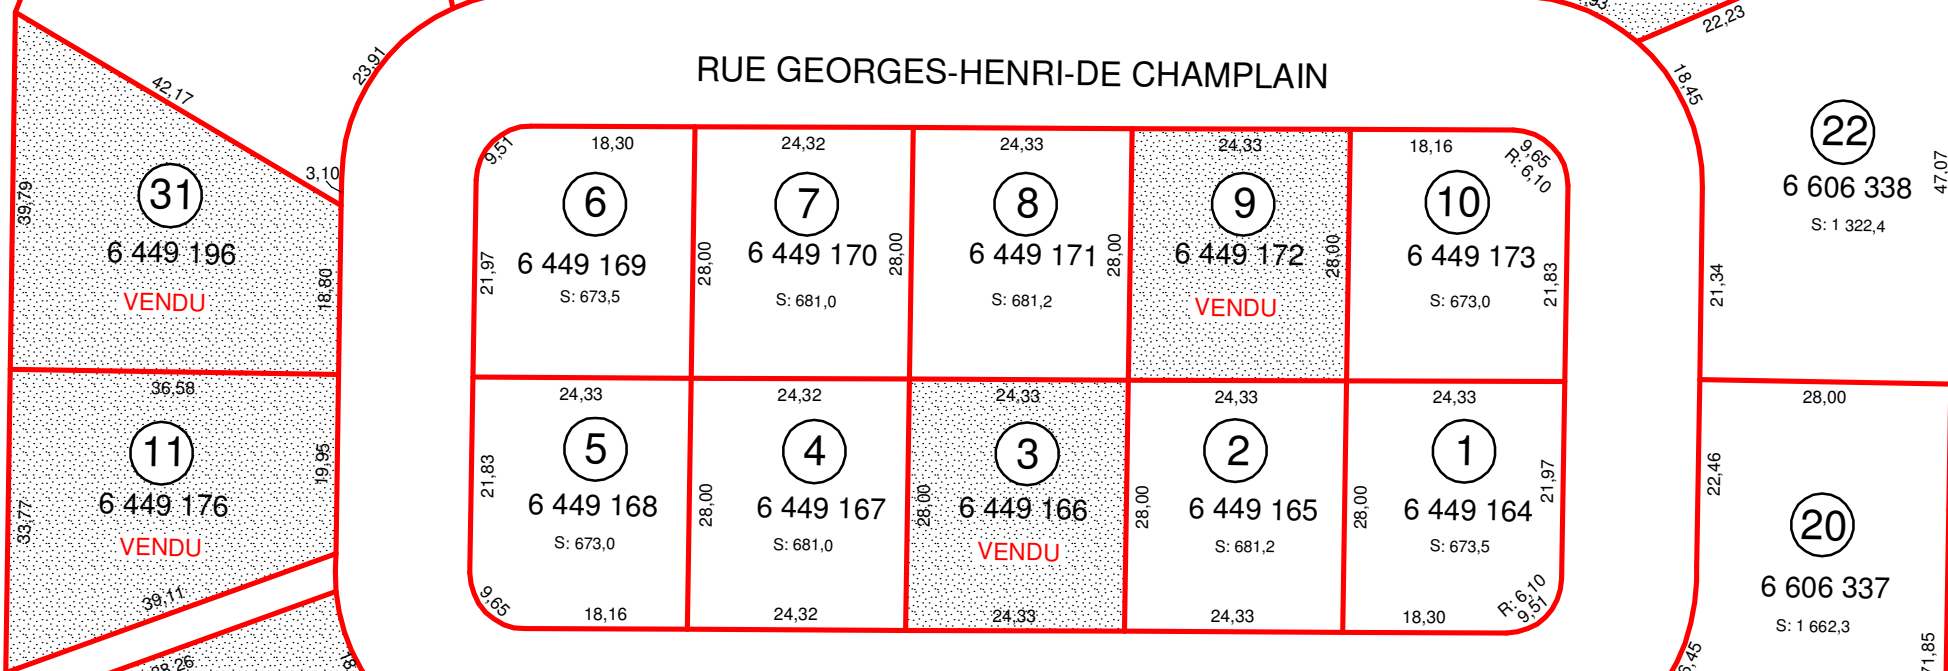 RUE GEORGES-HENRI-DE CHAMPLAIN
42,17
23,91
3,10
39,79
31
6 449 196
VENDU
18,80
36,58
11
6 449 176
VENDU
19,95
33,77
39,11
9,51
18,30
6
6 449 169
S: 673,5
21,97
28,00
24,32
7
6 449 170
S: 681,0
28,00
24,33
8
6 449 171
S: 681,2
28,00
24,33
9
6 449 172
VENDU
28,00
18,16
9,65
R: 6,10
10
6 449 173
S: 673,0
21,83
24,33
5
6 449 168
S: 673,0
21,83
9,65
18,16
28,00
24,32
4
6 449 167
S: 681,0
24,32
28,00
24,33
3
6 449 166
VENDU
24,33
28,00
24,33
2
6 449 165
S: 681,2
24,33
28,00
24,33
1
6 449 164
S: 673,5
21,97
R: 6,10
9,51
18,30
22,23
18,45
22
6 606 338
S: 1 322,4
47,07
21,34
28,00
22,46
20
6 606 337
S: 1 662,3
71,85